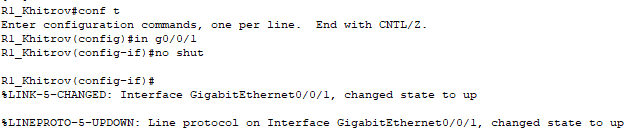 R1_Khitrov#conf t
Enter configuration commands, one per line.  End with CNTL/Z.
R1_Khitrov(config)#in g0/0/1
R1_Khitrov(config-if)#no shut

R1_Khitrov(config-if)#
%LINK-5-CHANGED: Interface GigabitEthernet0/0/1, changed state to up

%LINEPROTO-5-UPDOWN: Line protocol on Interface GigabitEthernet0/0/1, changed state to up